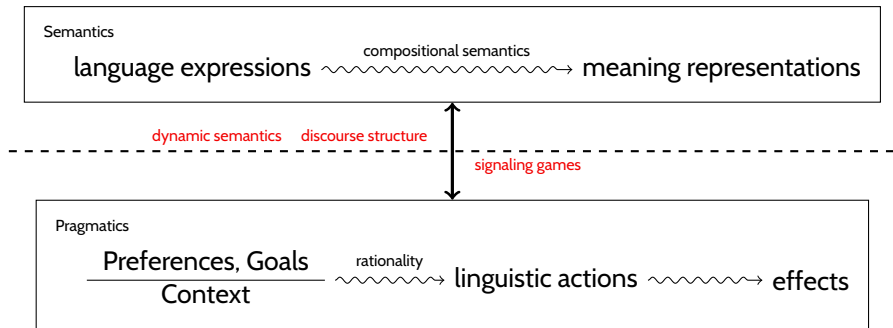 Semantics
compositional semantics
language expressions meaning representations
dynamic semantics discourse structure
signaling games
Pragmatics
Preferences, Goals
Context
rationality
linguistic actions
effects